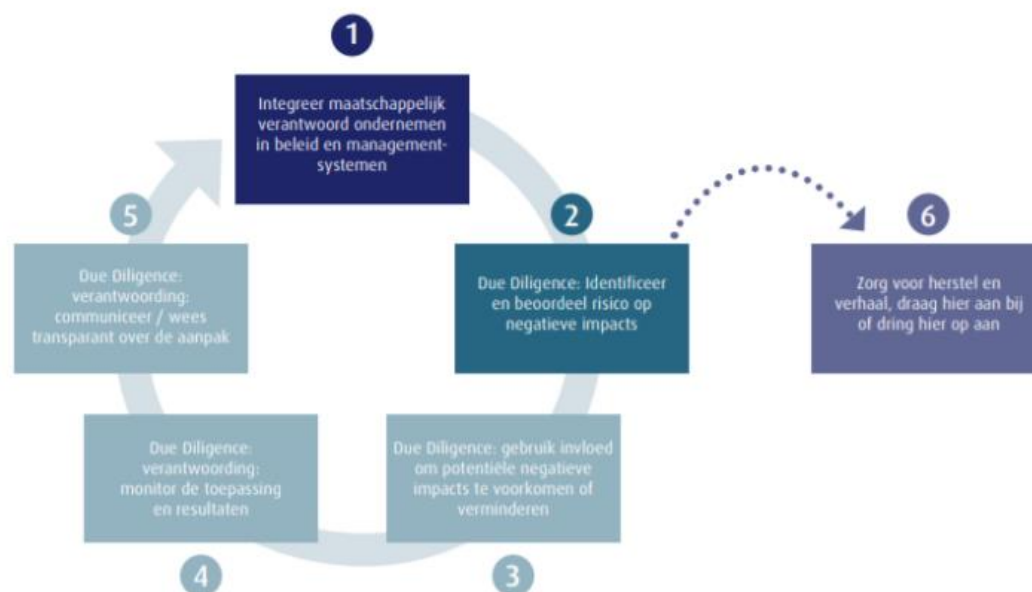 1
Integreer maatschappelijk
verantwoord ondernemen
in beleid en management-
systemen
2
Due Diligence: Identificeer
en beoordeel risico op
negatieve impacts
3
Due Diligence: gebruik invloed
om potentiële negatieve
impacts te voorkomen of
verminderen
4
Due Diligence:
verantwoording:
monitor de toepassing
en resultaten
5
Due Diligence:
verantwoording:
communiceer / wees
transparant over de aanpak
6
Zorg voor herstel en
verhaal, draag hier aan bij
of dring hier op aan